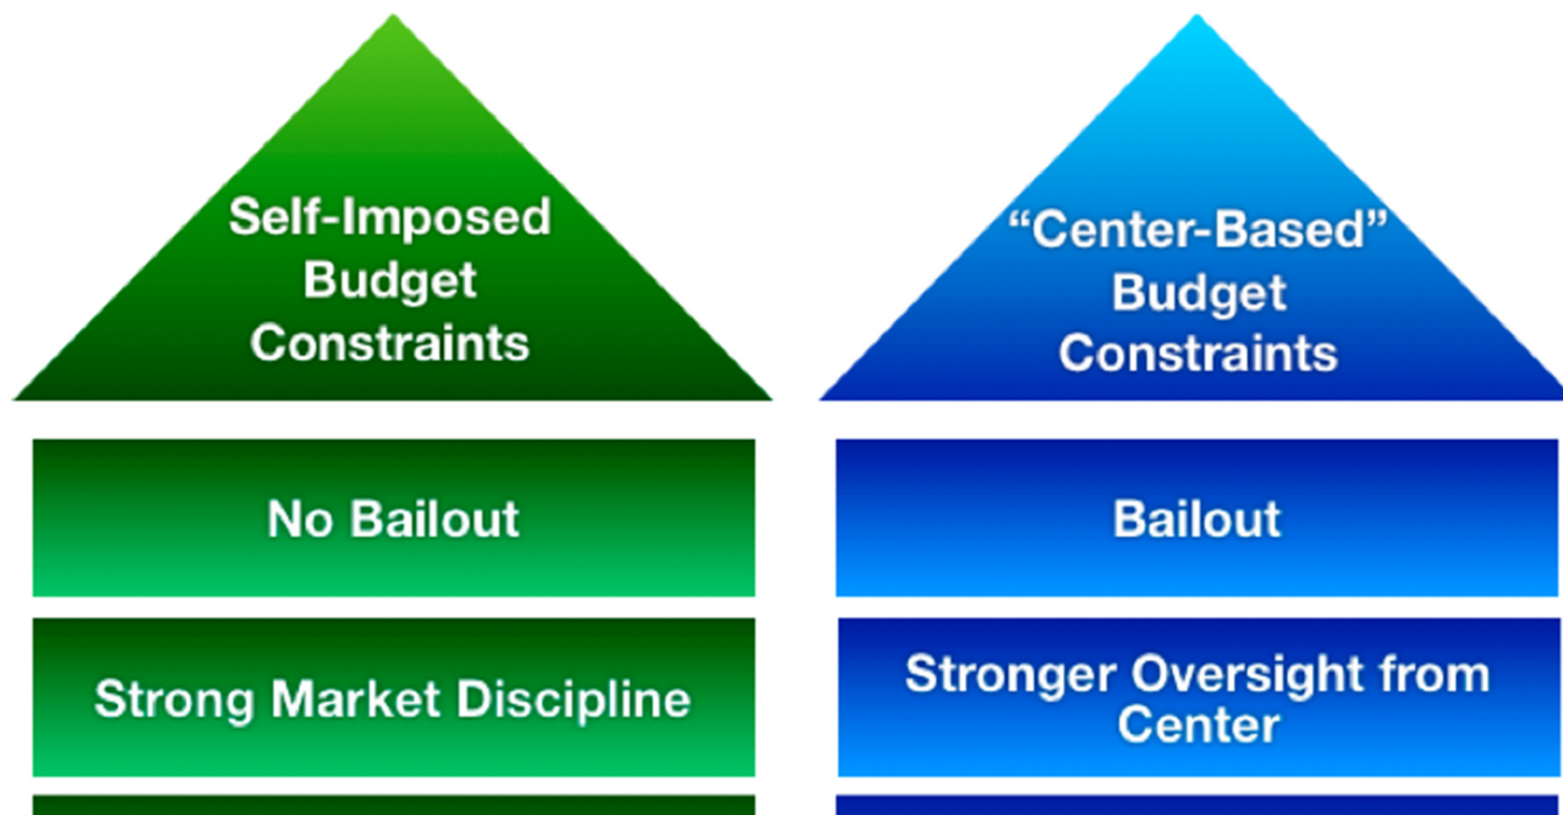 Self-Imposed
Budget
Constraints
No Bailout
Strong Market Discipline
“Center-Based”
Budget
Constraints
Bailout
Stronger Oversight from
Center